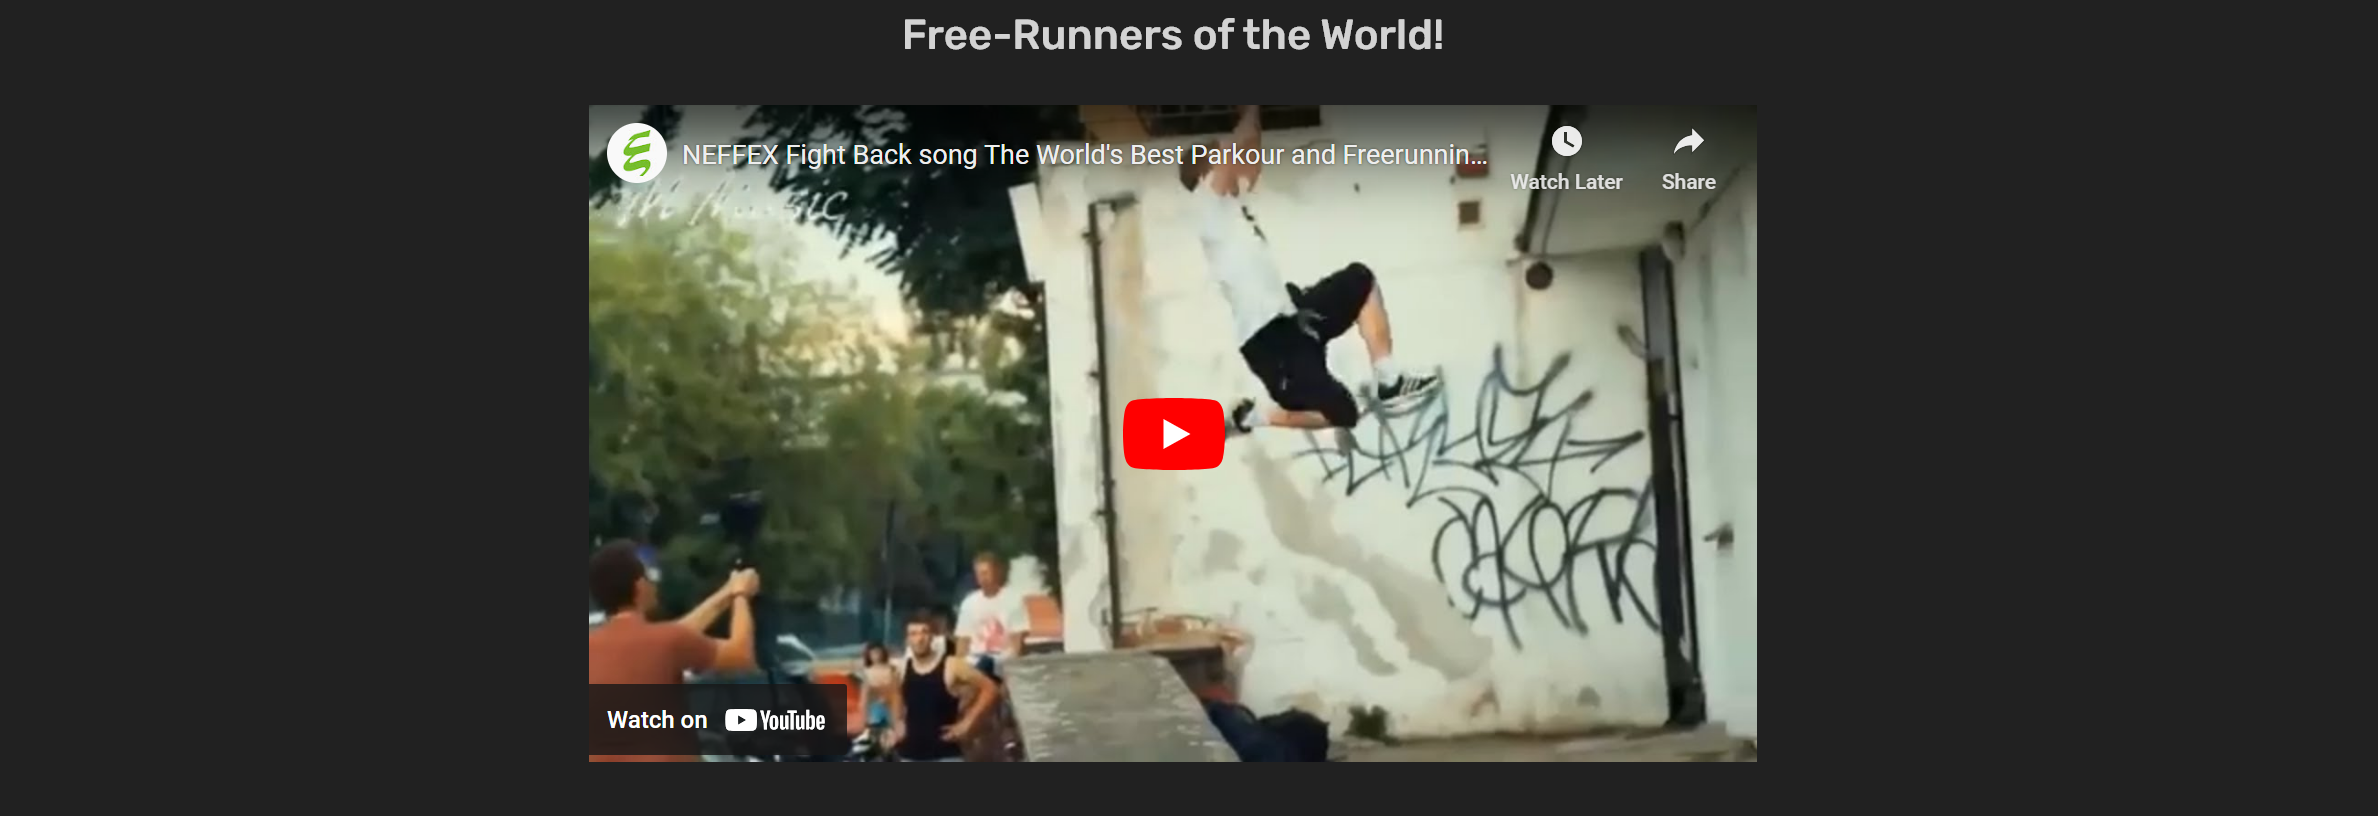 Free-Runners of the World!
NEFFEX Fight Back song The World's Best Parkour and Freerunnin...
Watch Later
Share
Watch on YouTube